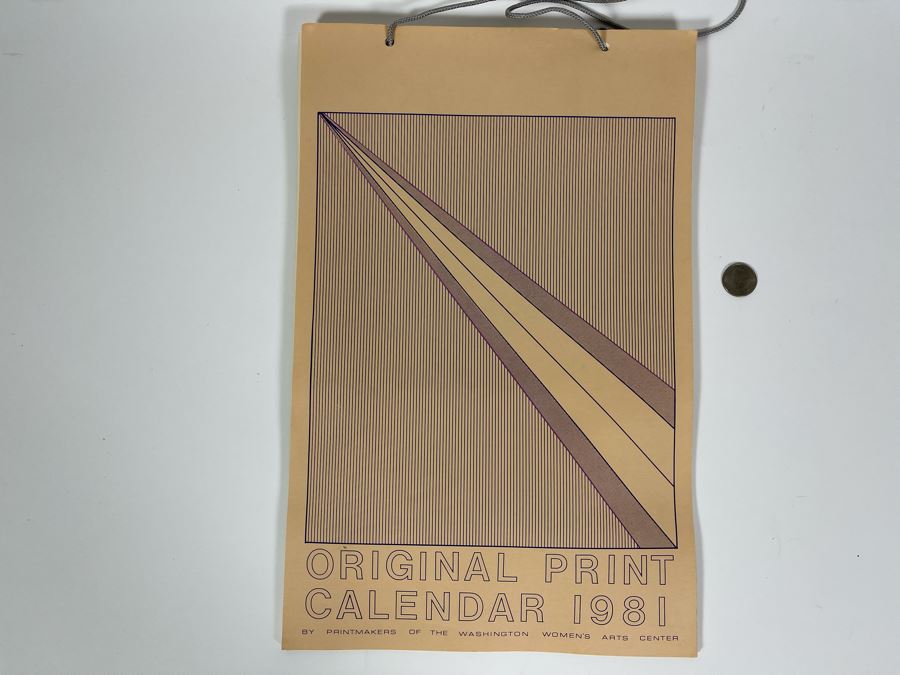 ORIGINAL PRINT
CALENDAR 1981
BY PRINTMAKERS OF THE WASHINGTON WOMEN'S ARTS CENTER